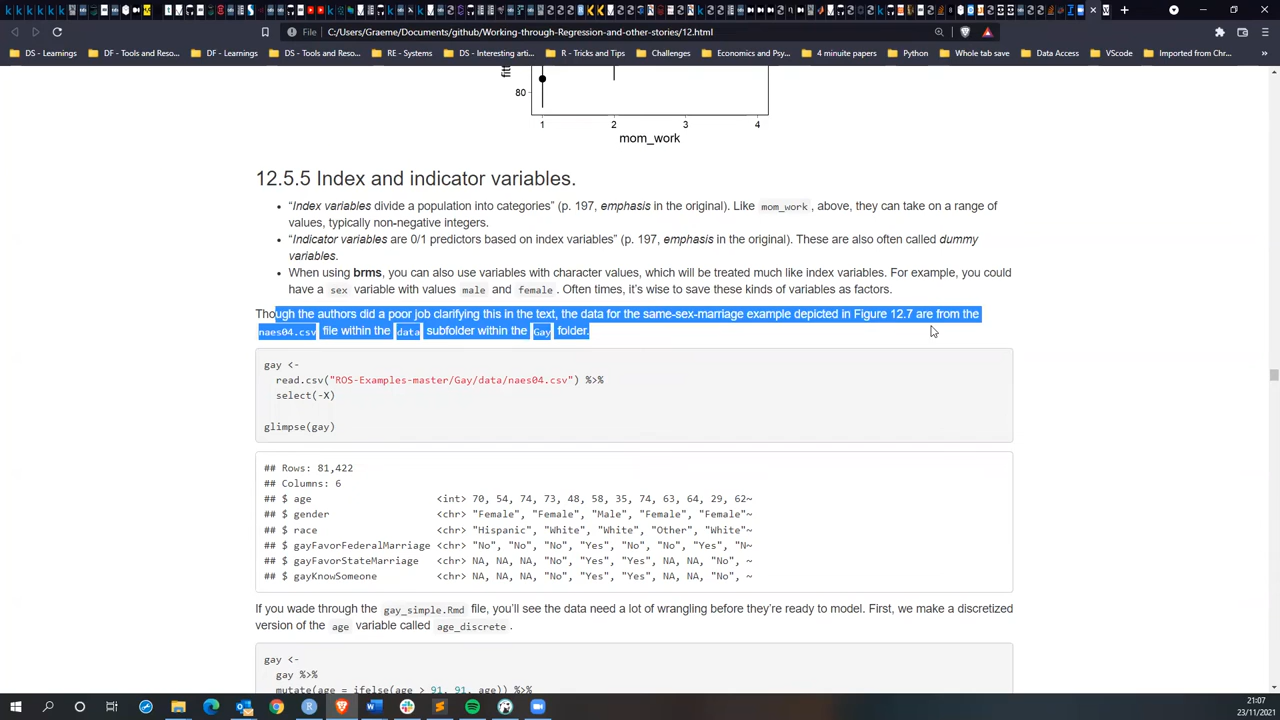 File
C:/Users/Graeme/Documents/github/Working-through-Regression-and-other-stories/12.html
DS - Learnings
DF - Tools and Reso...
DF - Learnings
DS - Tools and Resou...
RE - Systems
DS - Interesting arti...
R - Tricks and Tips
Challenges
Economics and Psy...
4 minuite papers
Python
Whole tab save
Data Access
VScode
Imported from Chr...
80
1 2 3 4
mom_work
12.5.5 Index and indicator variables.
• “Index variables divide a population into categories” (p. 197, emphasis in the original). Like mom_work , above, they can take on a range of
values, typically non-negative integers.
• “Indicator variables are 0/1 predictors based on index variables” (p. 197, emphasis in the original). These are also often called dummy
variables.
• When using brms, you can also use variables with character values, which will be treated much like index variables. For example, you could
have a sex variable with values male and female . Often times, it’s wise to save these kinds of variables as factors.
Though the authors did a poor job clarifying this in the text, the data for the same-sex-marriage example depicted in Figure 12.7 are from the
naes04.csv file within the data subfolder within the Gay folder.
gay <-
read.csv("ROS-Examples-master/Gay/data/naes04.csv") %>%
select(-X)
glimpse(gay)
## Rows: 81,422
## Columns: 6
## $ age <int> 70, 54, 74, 73, 48, 58, 35, 74, 63, 64, 29, 62~
## $ gender <chr> "Female", "Female", "Male", "Female", "Female"~
## $ race <chr> "Hispanic", "White", "White", "Other", "White"~
## $ gayFavorFederalMarriage <chr> "No", "No", "No", "Yes", "No", "No", "Yes", "N~
## $ gayFavorStateMarriage <chr> NA, NA, NA, "No", "Yes", "Yes", NA, NA, "No", ~
## $ gayKnowSomeone <chr> NA, NA, NA, "No", "Yes", "Yes", NA, NA, "No", ~
If you wade through the gay_simple.Rmd file, you’ll see the data need a lot of wrangling before they’re ready to model. First, we make a discretized
version of the age variable called age_discrete .
gay <-
gay %>%
mutate(age = ifelse(age > 91, 91, age)) %>%
21:07
23/11/2021